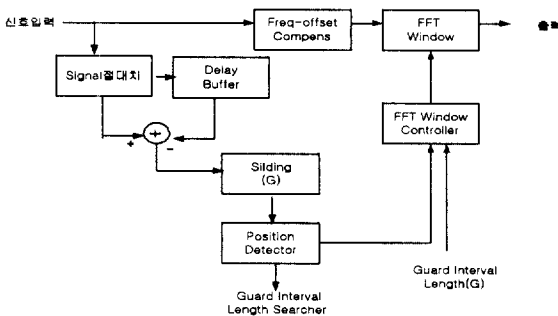 신호입력
Freq-offset
Compens
FFT
Window
출력
Signal절대치
Delay
Buffer
FFT Window
Controller
+
+
-
Silding
(G)
Position
Detector
Guard Interval
Length(G)
Guard Interval
Length Searcher